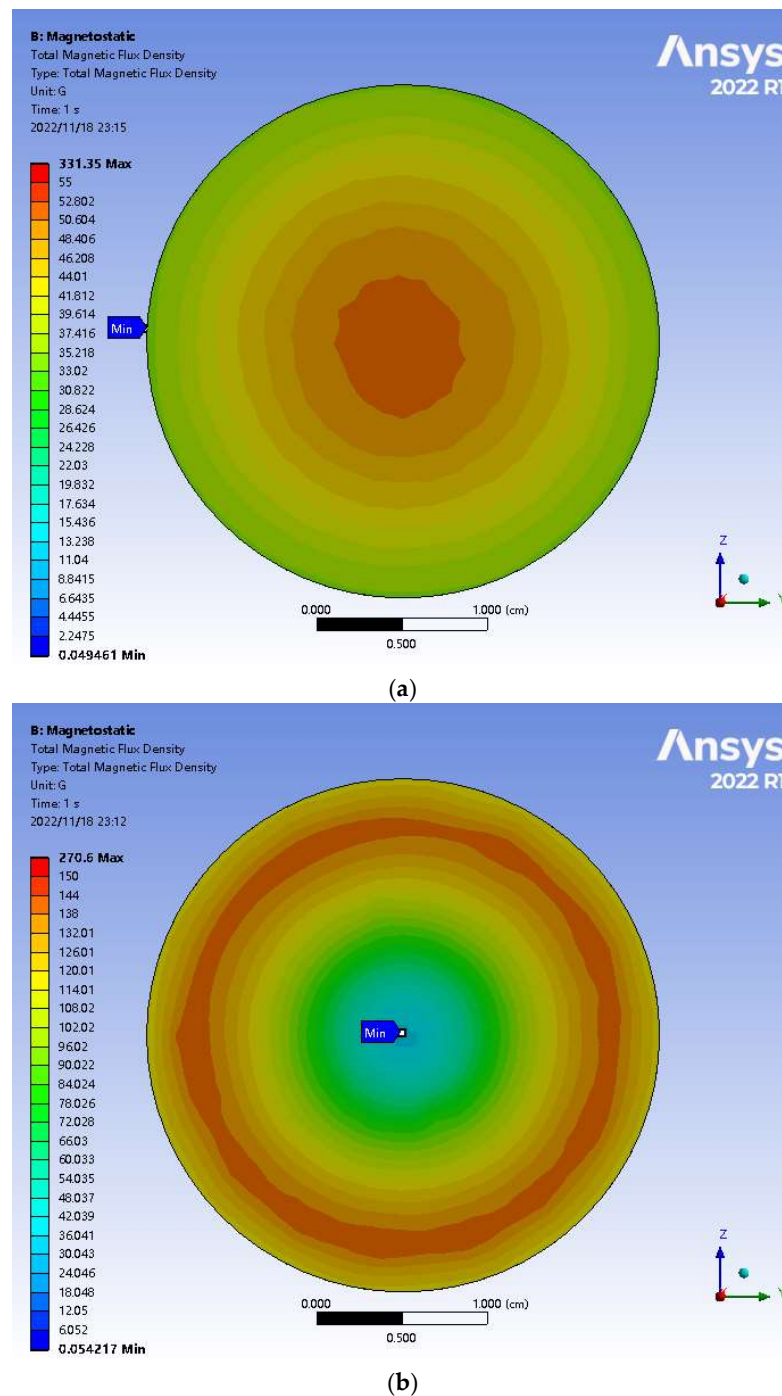 B: Magnetostatic
Total Magnetic Flux Density
Type: Total Magnetic Flux Density
Unit: G
Time: 1 s
2022/11/18 23:15
Ansys
2022 R1
331.35 Max
55
52.802
50.604
48.406
46.208
44.01
41.812
39.614
37.416
35.218
33.02
30.822
28.624
26.426
24.228
22.03
19.832
17.634
15.436
13.238
11.04
8.8415
6.6435
4.4455
2.2475
0.049461 Min
Min
0.000
1.000 (cm)
0.500
Z
Y
(a)
B: Magnetostatic
Total Magnetic Flux Density
Type: Total Magnetic Flux Density
Unit: G
Time: 1 s
2022/11/18 23:12
Ansys
2022 R1
270.6 Max
150
144
138
132.01
126.01
120.01
114.01
108.02
102.02
96.02
90.022
84.024
78.026
72.028
66.03
60.033
54.035
48.037
42.039
36.041
30.043
24.046
18.048
12.05
6.052
0.054217 Min
Min
0.000
1.000 (cm)
0.500
Z
Y
(b)